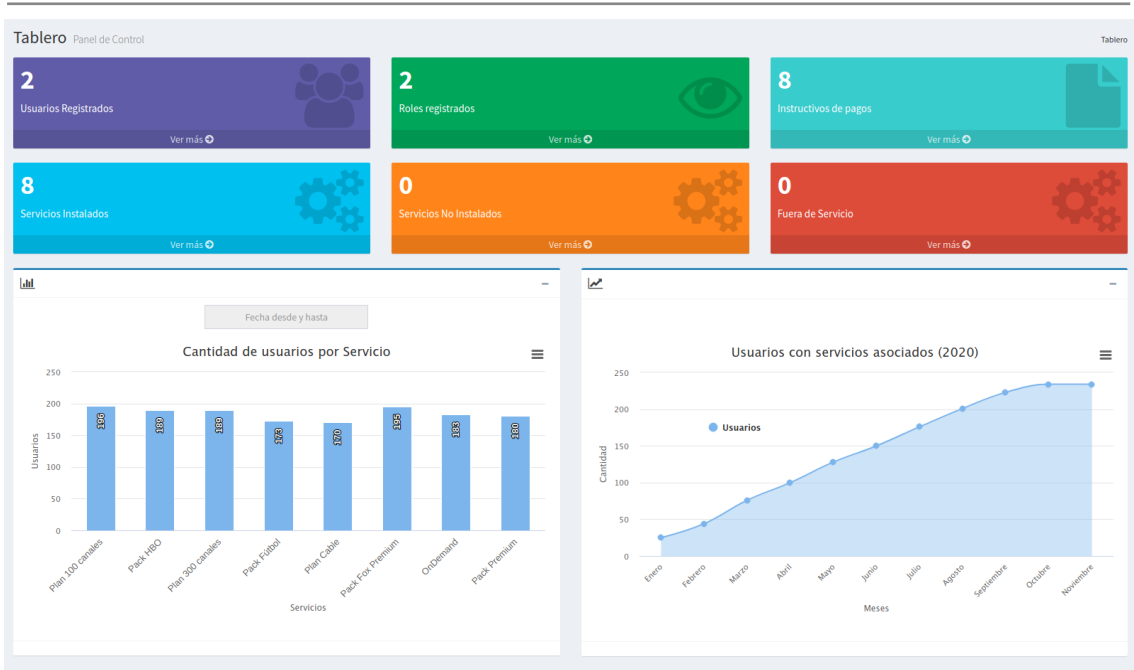 Tablero Panel de Control
Tablero
2
Usuarios Registrados
Ver más
2
Roles registrados
Ver más
8
Instructivos de pagos
Ver más
8
Servicios Instalados
Ver más
0
Servicios No Instalados
Ver más
0
Fuera de Servicio
Ver más
Fecha desde y hasta
Cantidad de usuarios por Servicio
Usuarios
250
200
150
100
50
0
196
189
189
173
170
195
183
180
Plan 100 canales
Pack HBO
Plan 300 canales
Pack Fútbol
Plan Cable
Pack Fox Premium
OnDemand
Pack Premium
Servicios
Usuarios con servicios asociados (2020)
Cantidad
250
200
150
100
50
0
Usuarios
Enero
Febrero
Marzo
Abril
Mayo
Junio
Julio
Agosto
Septiembre
Octubre
Noviembre
Meses